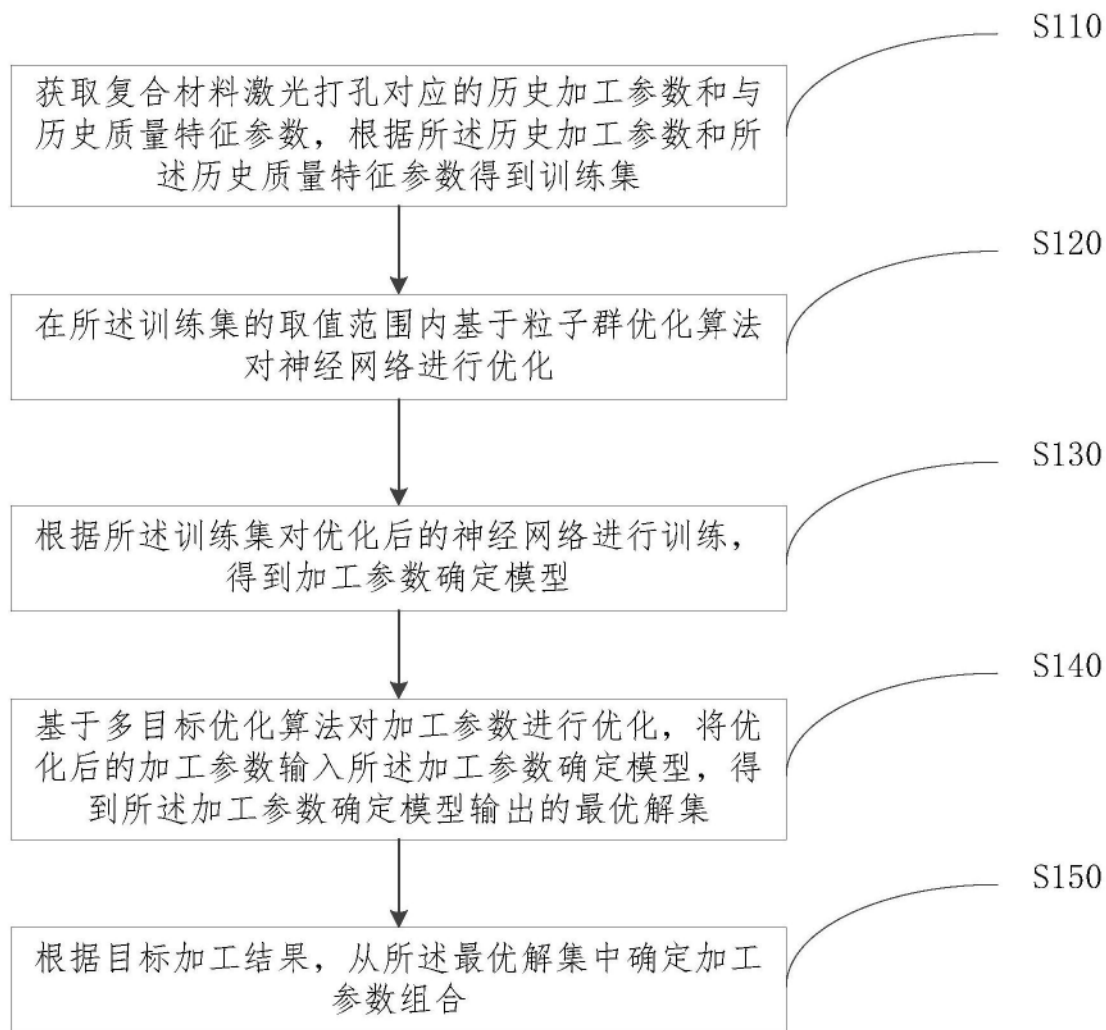 S110
获取复合材料激光打孔对应的历史加工参数和与
历史质量特征参数，根据所述历史加工参数和所
述历史质量特征参数得到训练集
S120
在所述训练集的取值范围内基于粒子群优化算法
对神经网络进行优化
S130
根据所述训练集对优化后的神经网络进行训练，
得到加工参数确定模型
S140
基于多目标优化算法对加工参数进行优化，将优
化后的加工参数输入所述加工参数确定模型，得
到所述加工参数确定模型输出的最优解集
S150
根据目标加工结果，从所述最优解集中确定加工
参数组合